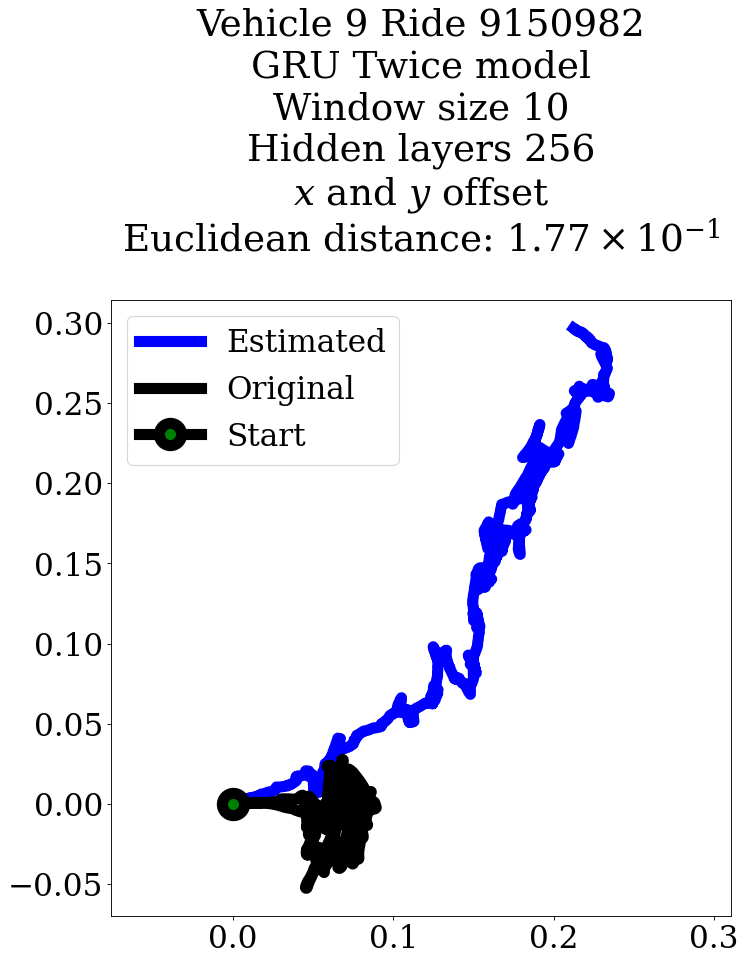 Vehicle 9 Ride 9150982
GRU Twice model
Window size 10
Hidden layers 256
x and y offset
Euclidean distance: 1.77 × 10⁻¹
Estimated
Original
Start
0.30
0.25
0.20
0.15
0.10
0.05
0.00
−0.05
0.0 0.1 0.2 0.3